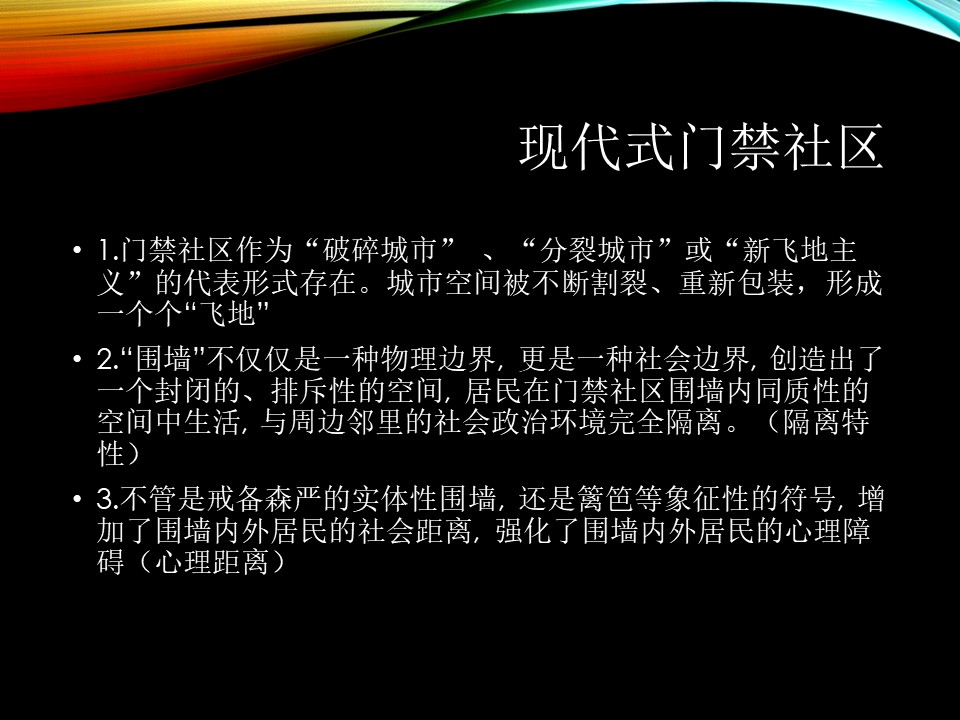 现代式门禁社区
• 1.门禁社区作为“破碎城市” 、“分裂城市”或“新飞地主
义”的代表形式存在。城市空间被不断割裂、重新包装，形成
一个个“飞地”
• 2.“围墙”不仅仅是一种物理边界, 更是一种社会边界, 创造出了
一个封闭的、排斥性的空间, 居民在门禁社区围墙内同质性的
空间中生活, 与周边邻里的社会政治环境完全隔离。（隔离特
性）
• 3.不管是戒备森严的实体性围墙, 还是篱笆等象征性的符号, 增
加了围墙内外居民的社会距离, 强化了围墙内外居民的心理障
碍（心理距离）